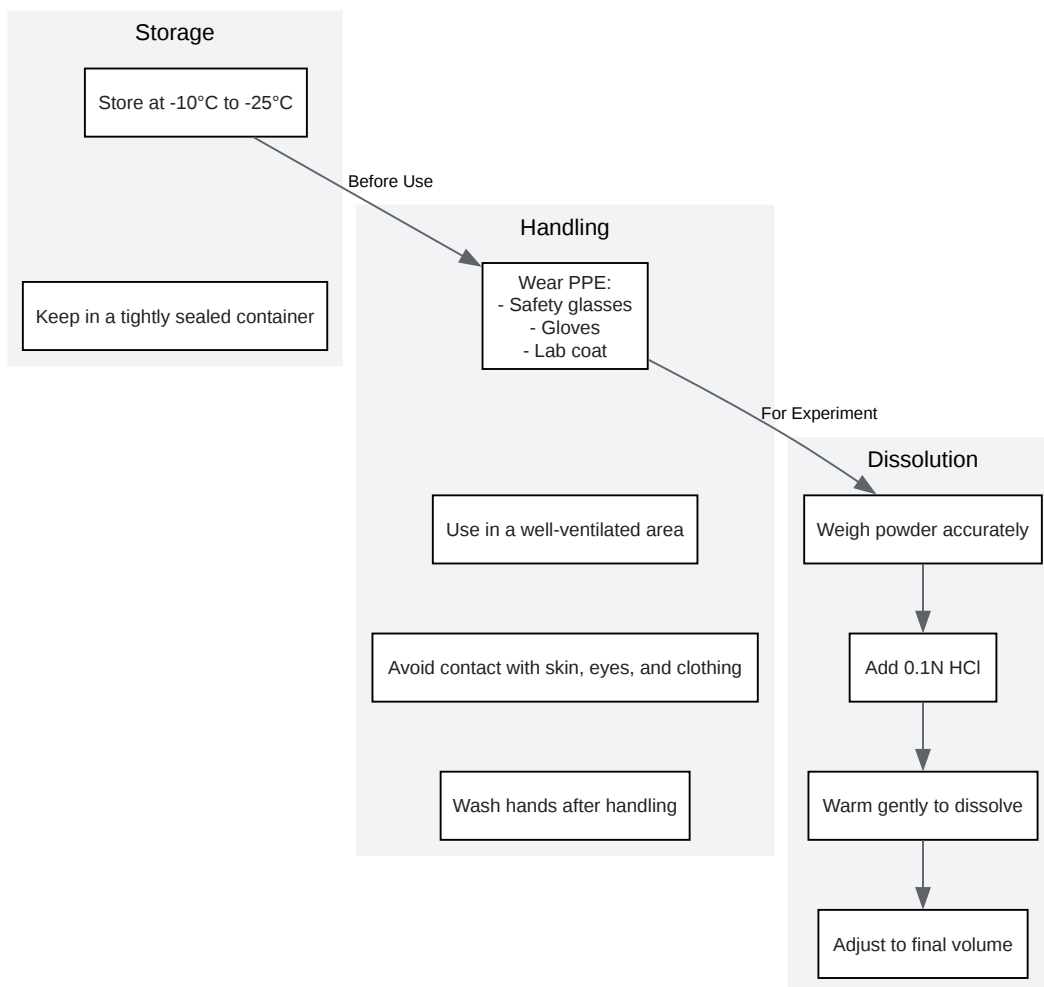 Storage
Store at -10°C to -25°C
Keep in a tightly sealed container
Before Use
Handling
Wear PPE:
- Safety glasses
- Gloves
- Lab coat
Use in a well-ventilated area
Avoid contact with skin, eyes, and clothing
Wash hands after handling
For Experiment
Dissolution
Weigh powder accurately
Add 0.1N HCl
Warm gently to dissolve
Adjust to final volume